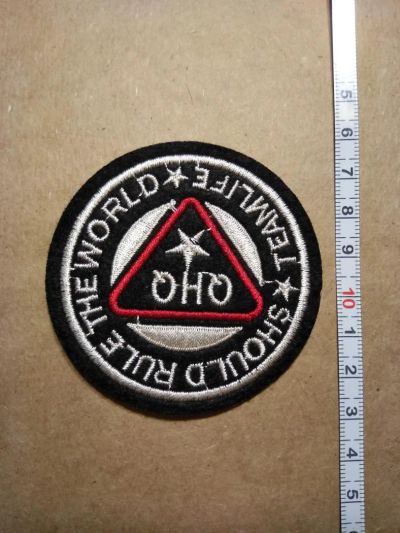 TEAMLIFE
SHOULD RULE THE WORLD
OHO
5 6 7 8 9 10 1 2 3 4 5